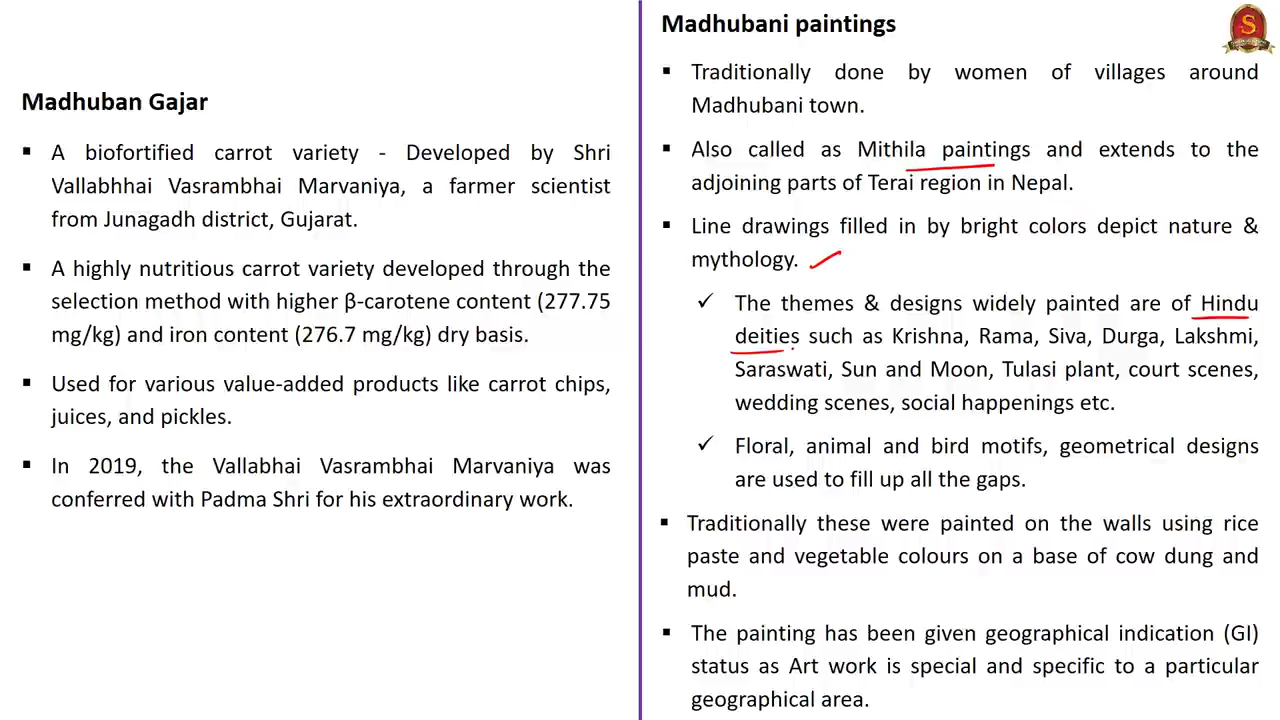 Madhuban Gajar
▪ A biofortified carrot variety - Developed by Shri
Vallabhhai Vasrambhai Marvaniya, a farmer scientist
from Junagadh district, Gujarat.
▪ A highly nutritious carrot variety developed through the
selection method with higher β-carotene content (277.75
mg/kg) and iron content (276.7 mg/kg) dry basis.
▪ Used for various value-added products like carrot chips,
juices, and pickles.
▪ In 2019, the Vallabhai Vasrambhai Marvaniya was
conferred with Padma Shri for his extraordinary work.
Madhubani paintings
▪ Traditionally done by women of villages around
Madhubani town.
▪ Also called as Mithila paintings and extends to the
adjoining parts of Terai region in Nepal.
▪ Line drawings filled in by bright colors depict nature &
mythology.
✓ The themes & designs widely painted are of Hindu
deities such as Krishna, Rama, Siva, Durga, Lakshmi,
Saraswati, Sun and Moon, Tulasi plant, court scenes,
wedding scenes, social happenings etc.
✓ Floral, animal and bird motifs, geometrical designs
are used to fill up all the gaps.
▪ Traditionally these were painted on the walls using rice
paste and vegetable colours on a base of cow dung and
mud.
▪ The painting has been given geographical indication (GI)
status as Art work is special and specific to a particular
geographical area.
S